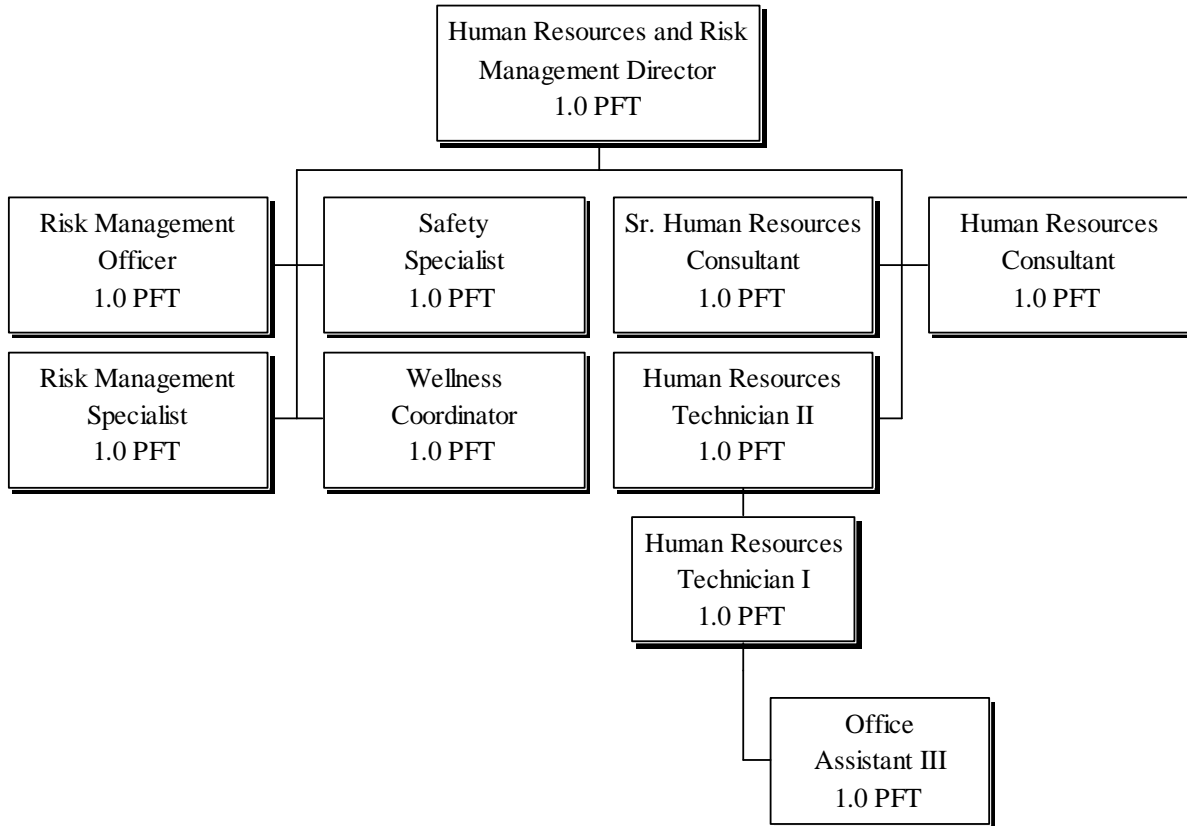 Human Resources and Risk
Management Director
1.0 PFT
Risk Management
Officer
1.0 PFT
Safety
Specialist
1.0 PFT
Sr. Human Resources
Consultant
1.0 PFT
Human Resources
Consultant
1.0 PFT
Risk Management
Specialist
1.0 PFT
Wellness
Coordinator
1.0 PFT
Human Resources
Technician II
1.0 PFT
Human Resources
Technician I
1.0 PFT
Office
Assistant III
1.0 PFT